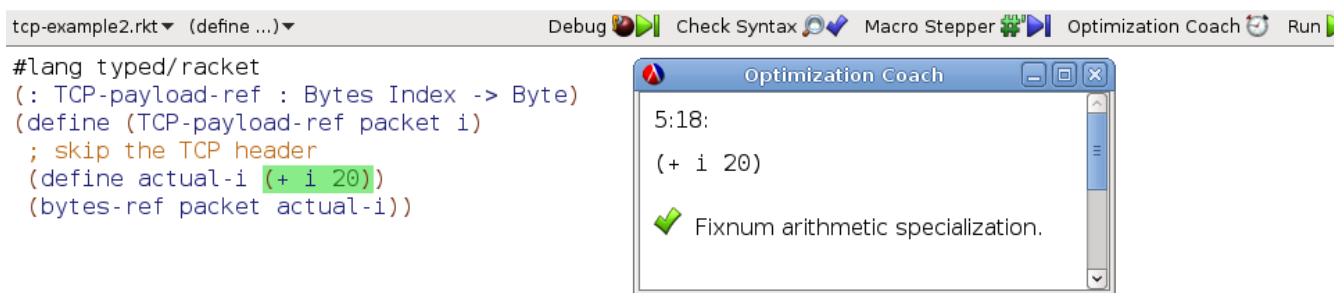 tcp-example2.rkt (define ...) Debug Check Syntax Macro Stepper Optimization Coach Run
#lang typed/racket
(: TCP-payload-ref : Bytes Index -> Byte)
(define (TCP-payload-ref packet i)
; skip the TCP header
(define actual-i (+ i 20))
(bytes-ref packet actual-i))
Optimization Coach
5:18:
(+ i 20)
Fixnum arithmetic specialization.